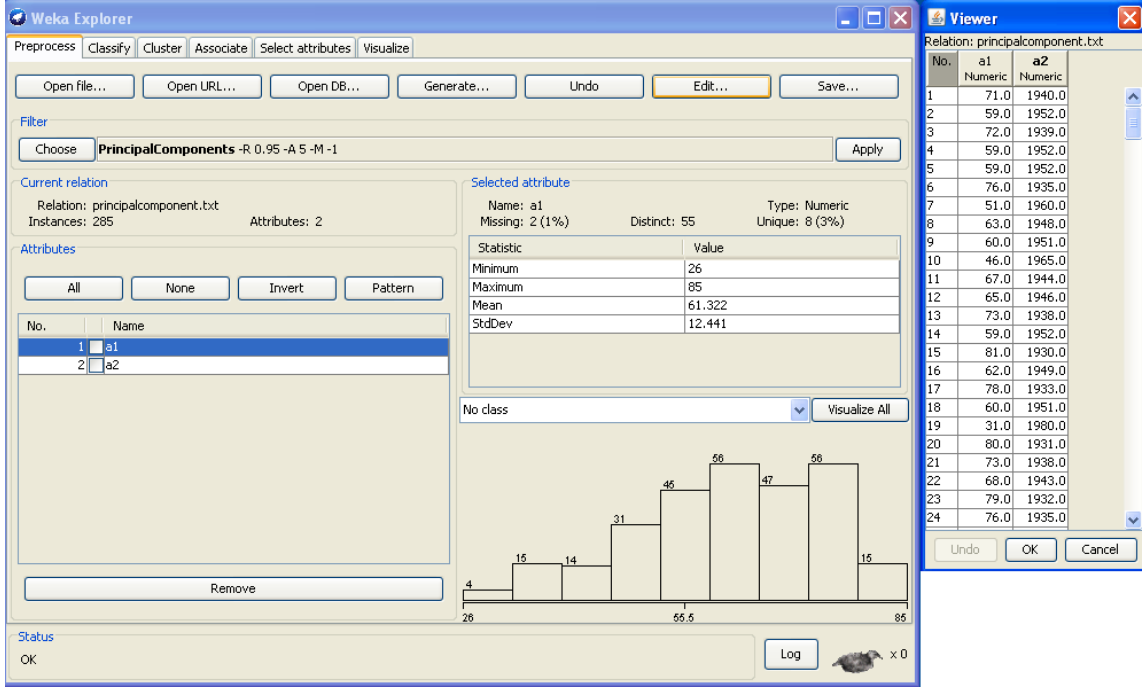 Weka Explorer
Preprocess Classify Cluster Associate Select attributes Visualize
Open file... Open URL... Open DB... Generate... Undo Edit... Save...
Filter
Choose PrincipalComponents -R 0.95 -A 5 -M -1 Apply
Current relation
Relation: principalcomponent.txt
Instances: 285 Attributes: 2
Attributes
All None Invert Pattern
No. Name
1 a1
2 a2
Remove
Selected attribute
Name: a1 Type: Numeric
Missing: 2 (1%) Distinct: 55 Unique: 8 (3%)
Statistic Value
Minimum 26
Maximum 85
Mean 61.322
StdDev 12.441
No class Visualize All
4 15 14 31 45 56 47 56 15
26 55.5 85
Status
OK Log x 0
Viewer
Relation: principalcomponent.txt
No. a1 a2
Numeric Numeric
1 71.0 1940.0
2 59.0 1952.0
3 72.0 1939.0
4 59.0 1952.0
5 59.0 1952.0
6 76.0 1935.0
7 51.0 1960.0
8 63.0 1948.0
9 60.0 1951.0
10 46.0 1965.0
11 67.0 1944.0
12 65.0 1946.0
13 73.0 1938.0
14 59.0 1952.0
15 81.0 1930.0
16 62.0 1949.0
17 78.0 1933.0
18 60.0 1951.0
19 31.0 1980.0
20 80.0 1931.0
21 73.0 1938.0
22 68.0 1943.0
23 79.0 1932.0
24 76.0 1935.0
Undo OK Cancel